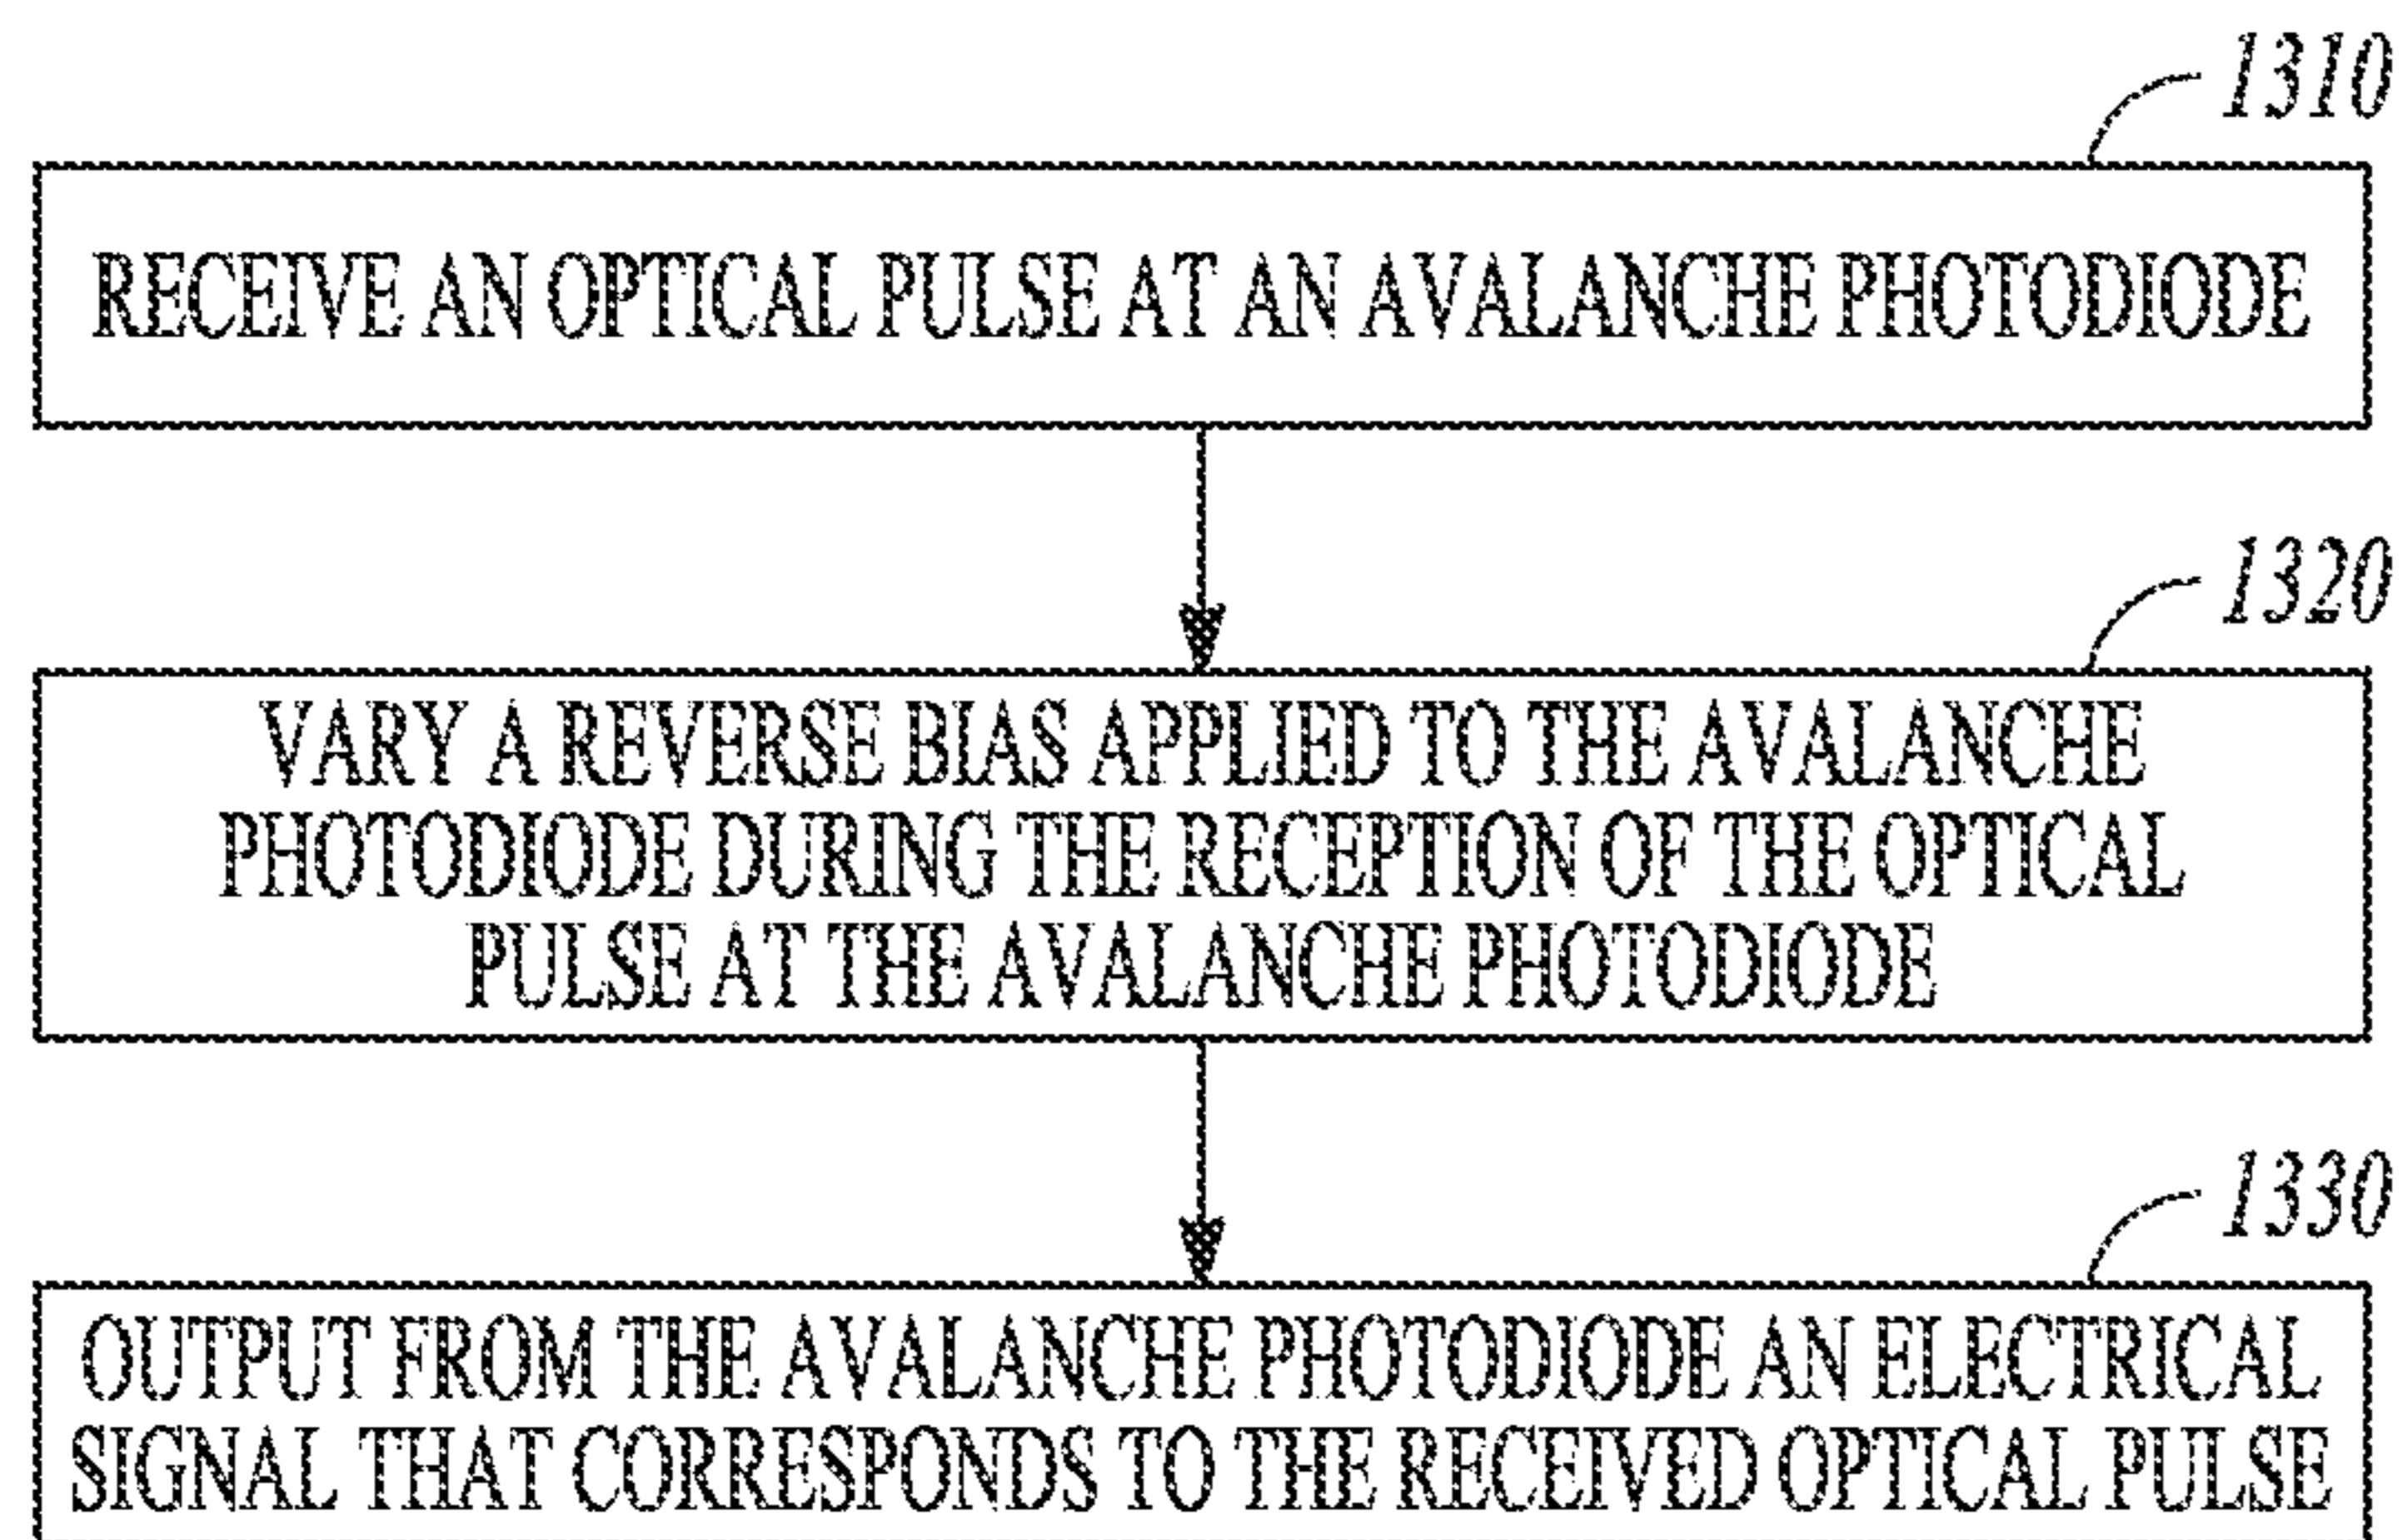 1310
RECEIVE AN OPTICAL PULSE AT AN AVALANCHE PHOTODIODE
1320
VARY A REVERSE BIAS APPLIED TO THE AVALANCHE
PHOTODIODE DURING THE RECEPTION OF THE OPTICAL
PULSE AT THE AVALANCHE PHOTODIODE
1330
OUTPUT FROM THE AVALANCHE PHOTODIODE AN ELECTRICAL
SIGNAL THAT CORRESPONDS TO THE RECEIVED OPTICAL PULSE